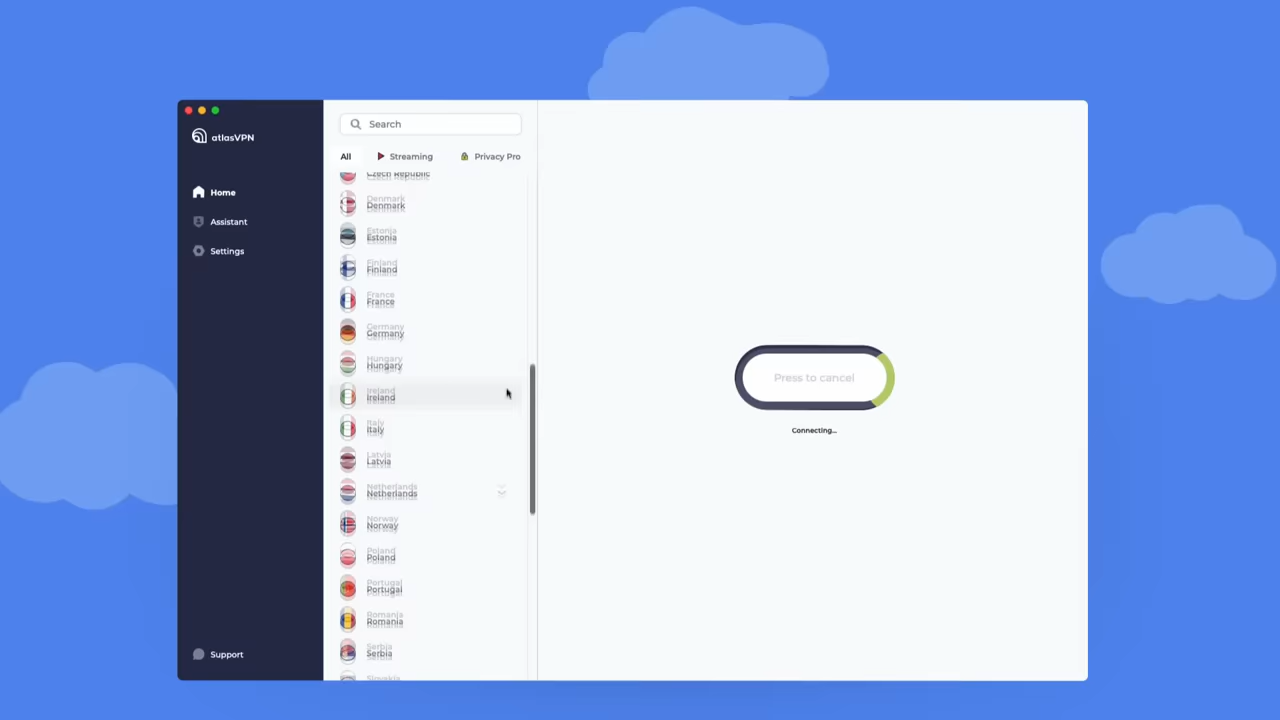 atlasVPN
Home
Assistant
Settings
Support
Search
All
Streaming
Privacy Pro
Czech Republic
Denmark
Estonia
Finland
France
Germany
Hungary
Ireland
Italy
Latvia
Netherlands
Norway
Poland
Portugal
Romania
Serbia
Slovakia
Press to cancel
Connecting...